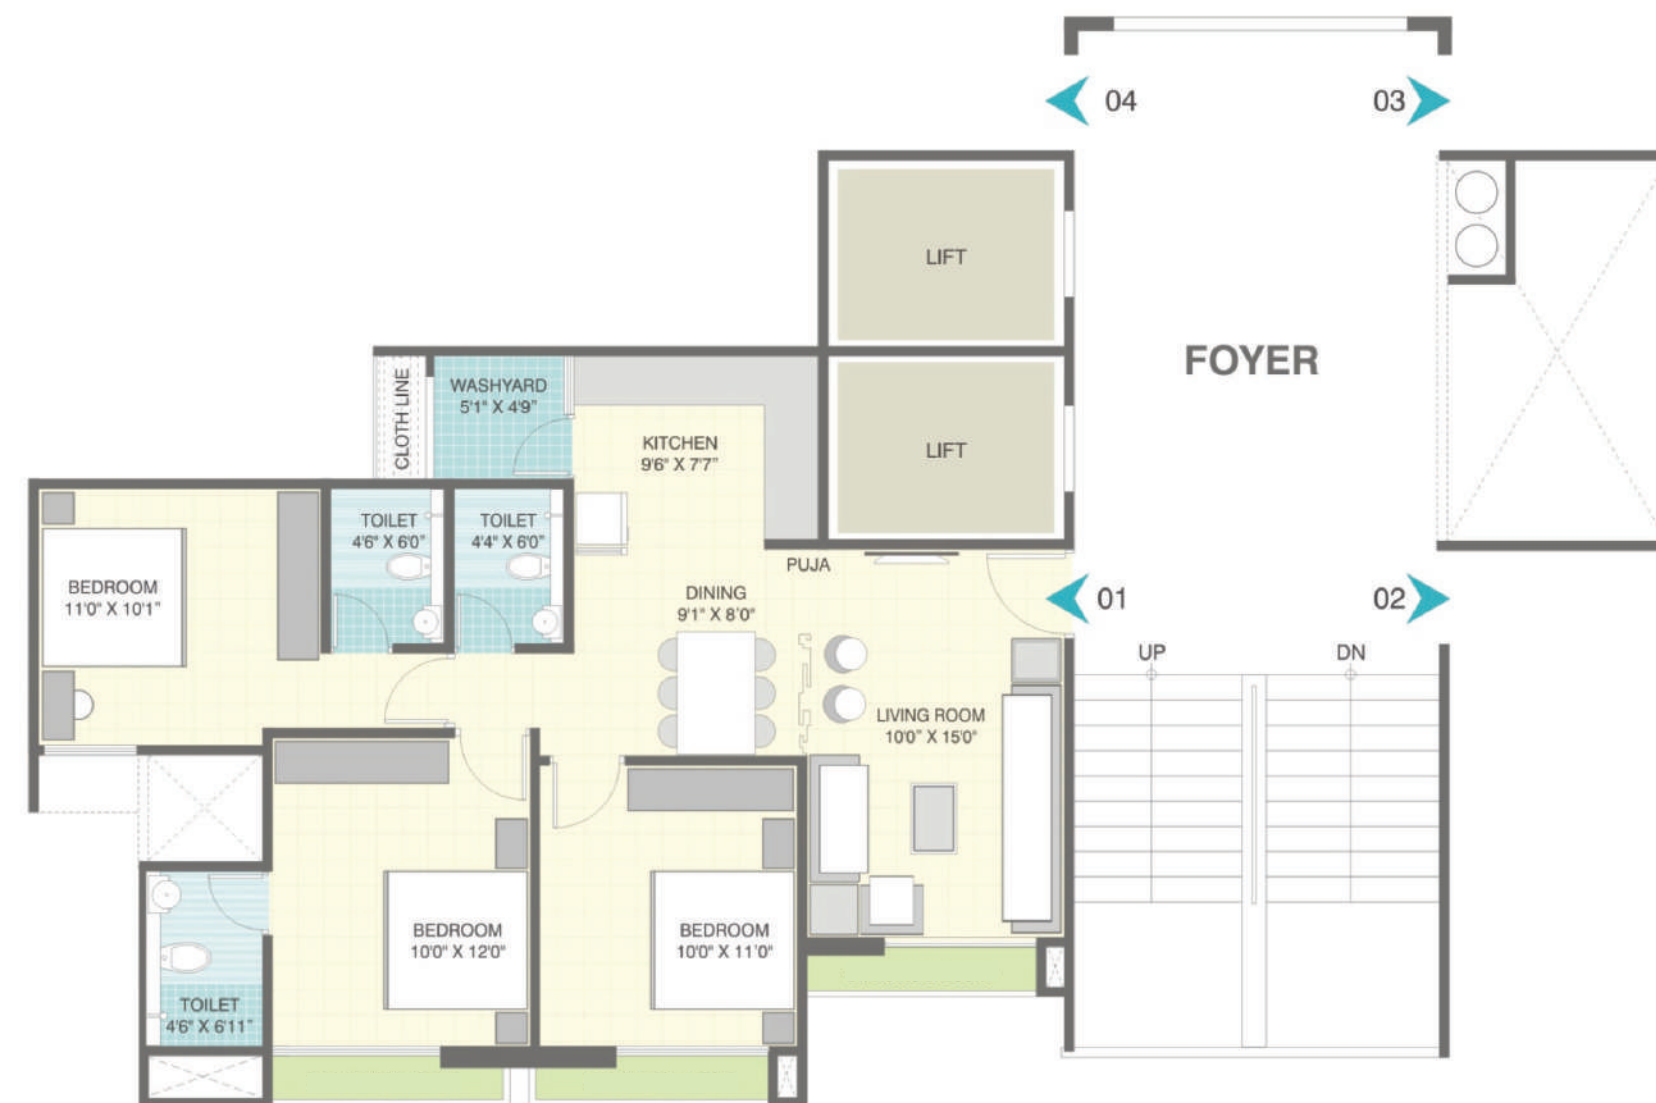 04
03
LIFT
FOYER
WASHYARD
5'1" X 4'9"
CLOTH LINE
KITCHEN
9'6" X 7'7"
LIFT
TOILET
4'6" X 6'0"
TOILET
4'4" X 6'0"
PUJA
BEDROOM
11'0" X 10'1"
DINING
9'1" X 8'0"
01
02
UP
DN
LIVING ROOM
10'0" X 15'0"
BEDROOM
10'0" X 12'0"
BEDROOM
10'0" X 11'0"
TOILET
4'6" X 6'11"